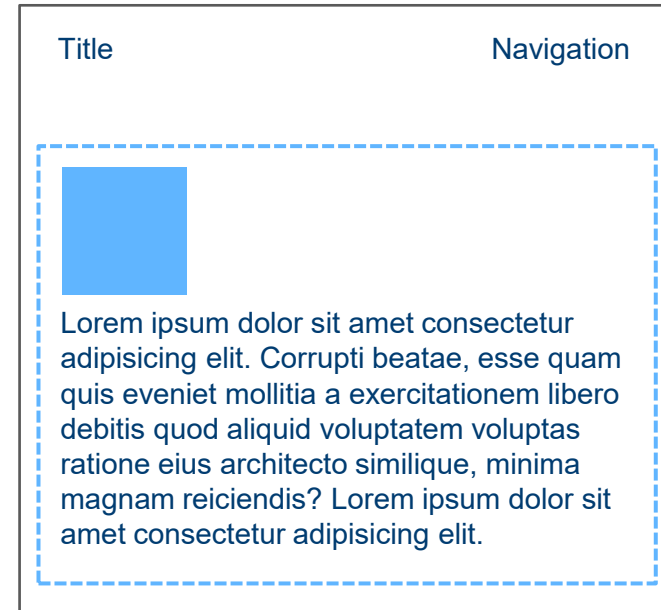 Title
Navigation
Lorem ipsum dolor sit amet consectetur
adipisicing elit. Corrupti beatae, esse quam
quis eveniet mollitia a exercitationem libero
debitis quod aliquid voluptatem voluptas
ratione eius architecto similique, minima
magnam reiciendis? Lorem ipsum dolor sit
amet consectetur adipisicing elit.